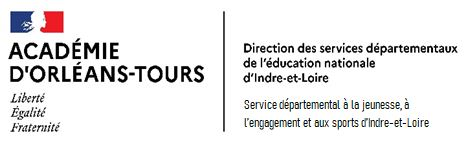 ACADÉMIE
D'ORLÉANS-TOURS
Liberté
Égalité
Fraternité
Direction des services départementaux
de l'éducation nationale
d'Indre-et-Loire
Service départemental à la jeunesse, à
l'engagement et aux sports d'Indre-et-Loire